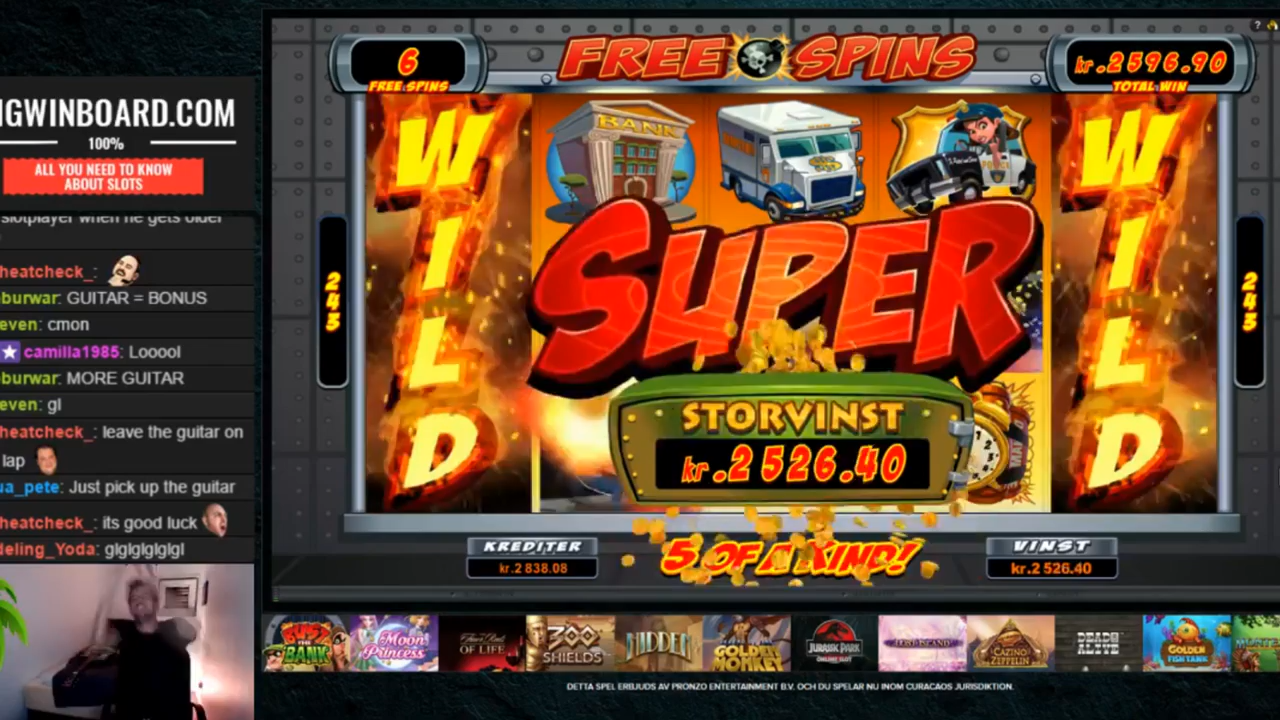 IGWINBOARD.COM
100%
ALL YOU NEED TO KNOW
ABOUT SLOTS
slotplayer when he gets older
heatcheck_:
burwar: GUITAR = BONUS
even: cmon
camilla1985: Looool
burwar: MORE GUITAR
even: gl
heatcheck_: leave the guitar on
lap
ua_pete: Just pick up the guitar
heatcheck_: its good luck
deling_Yoda: glglglglglgl
6
FREE SPINS
FREE SPINS
kr.2596.90
TOTAL WIN
?
WILD
BANK
WILD
243
243
SUPER
STORVINST
kr.2526.40
KREDITER
kr.2 838.08
5 OF A KIND!
VINST
kr.2 526.40
BUST THE BANK
Moon Princess
OF LIFE
300 SHIELDS
HIDDEN
GOLDEN MONKEY
JURASSIC PARK
LOST ISLAND
CAZINO ZEPPELIN
DEAD OR ALIVE
GOLDEN FISH TANK
DETTA SPEL ERBJUDS AV PRONZO ENTERTAINMENT B.V. OCH DU SPELAR NU INOM CURACAOS JURISDIKTION.